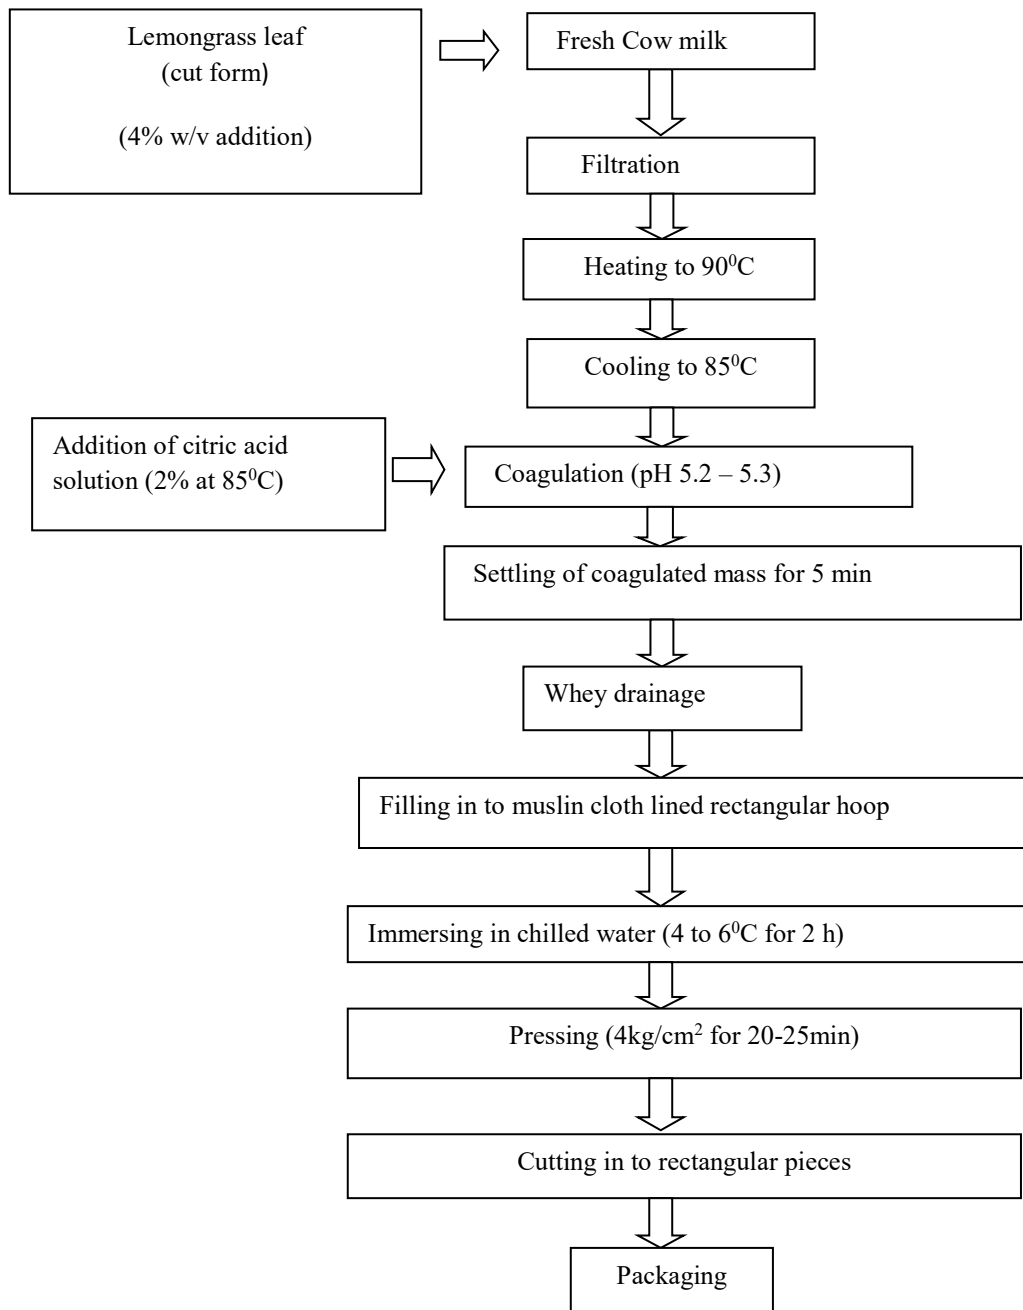 Lemongrass leaf
(cut form)
(4% w/v addition)
Fresh Cow milk
Filtration
Heating to 90⁰C
Cooling to 85⁰C
Addition of citric acid
solution (2% at 85⁰C)
Coagulation (pH 5.2 – 5.3)
Settling of coagulated mass for 5 min
Whey drainage
Filling in to muslin cloth lined rectangular hoop
Immersing in chilled water (4 to 6⁰C for 2 h)
Pressing (4kg/cm² for 20-25min)
Cutting in to rectangular pieces
Packaging